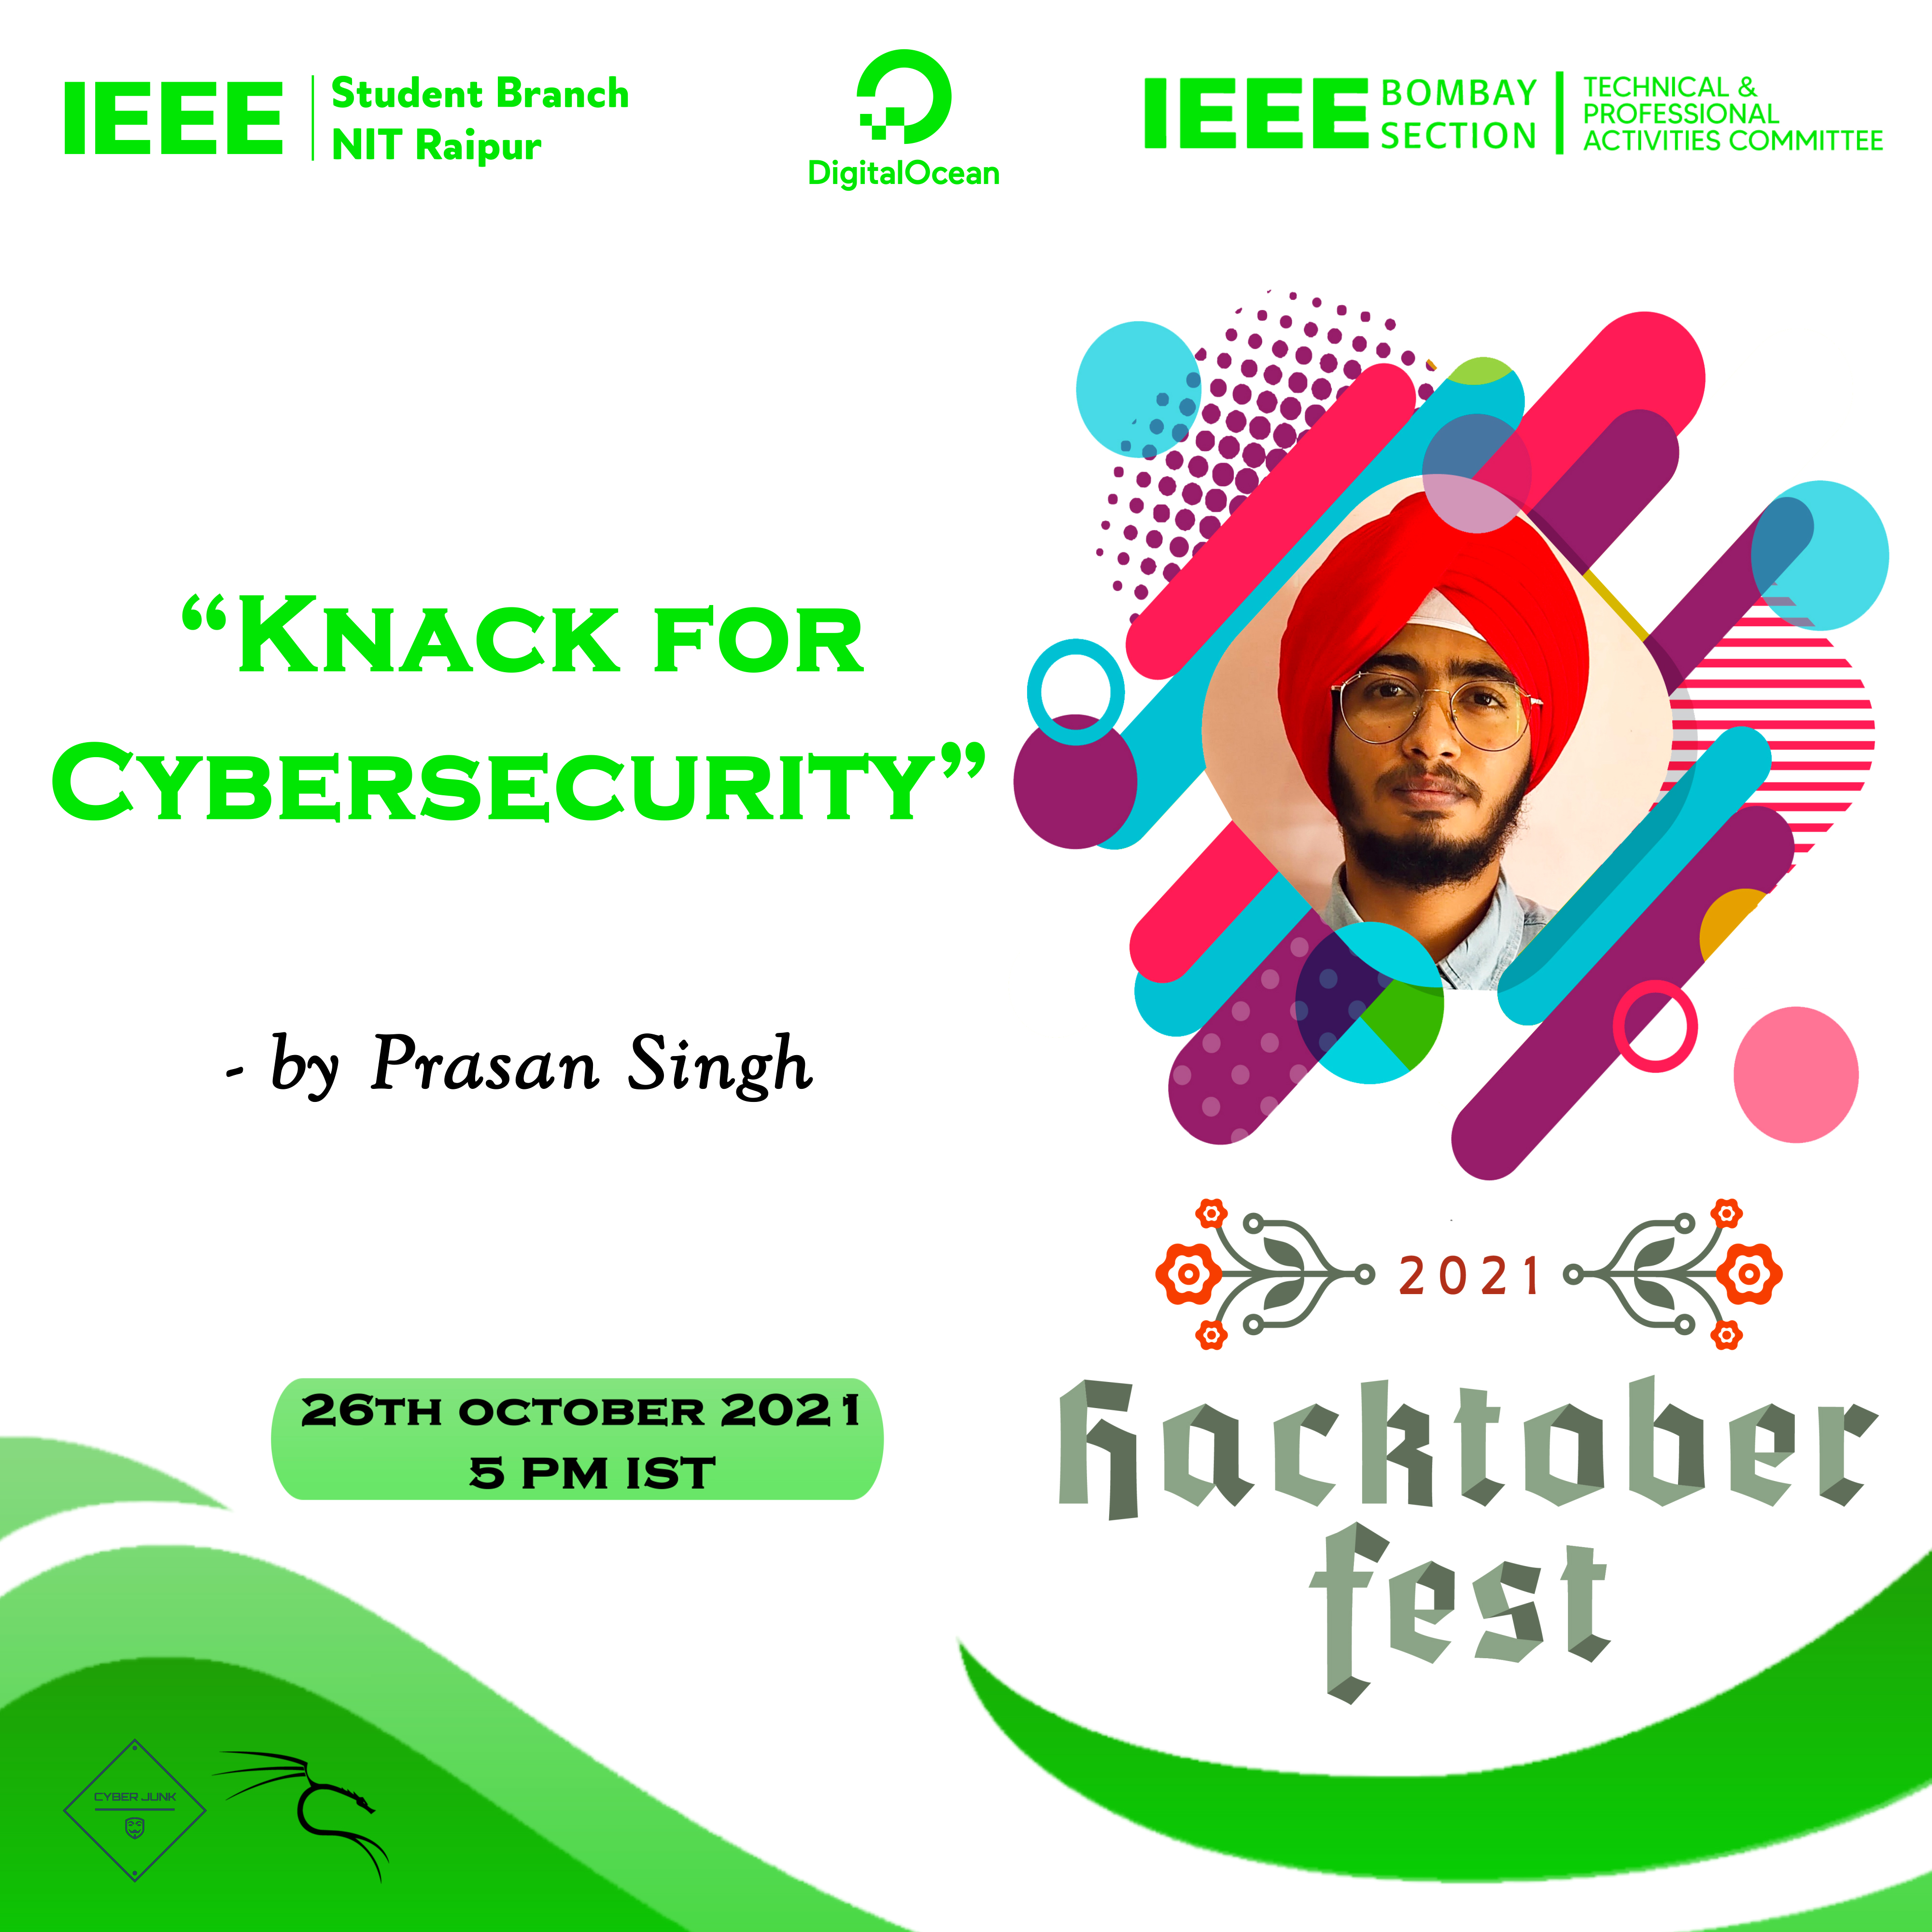 IEEE
Student Branch
NIT Raipur
DigitalOcean
IEEE
BOMBAY
SECTION
TECHNICAL &
PROFESSIONAL
ACTIVITIES COMMITTEE
“KNACK FOR
CYBERSECURITY”
- by Prasan Singh
2021
hacktober
fest
26TH OCTOBER 2021
5 PM IST
CYBER JUNK